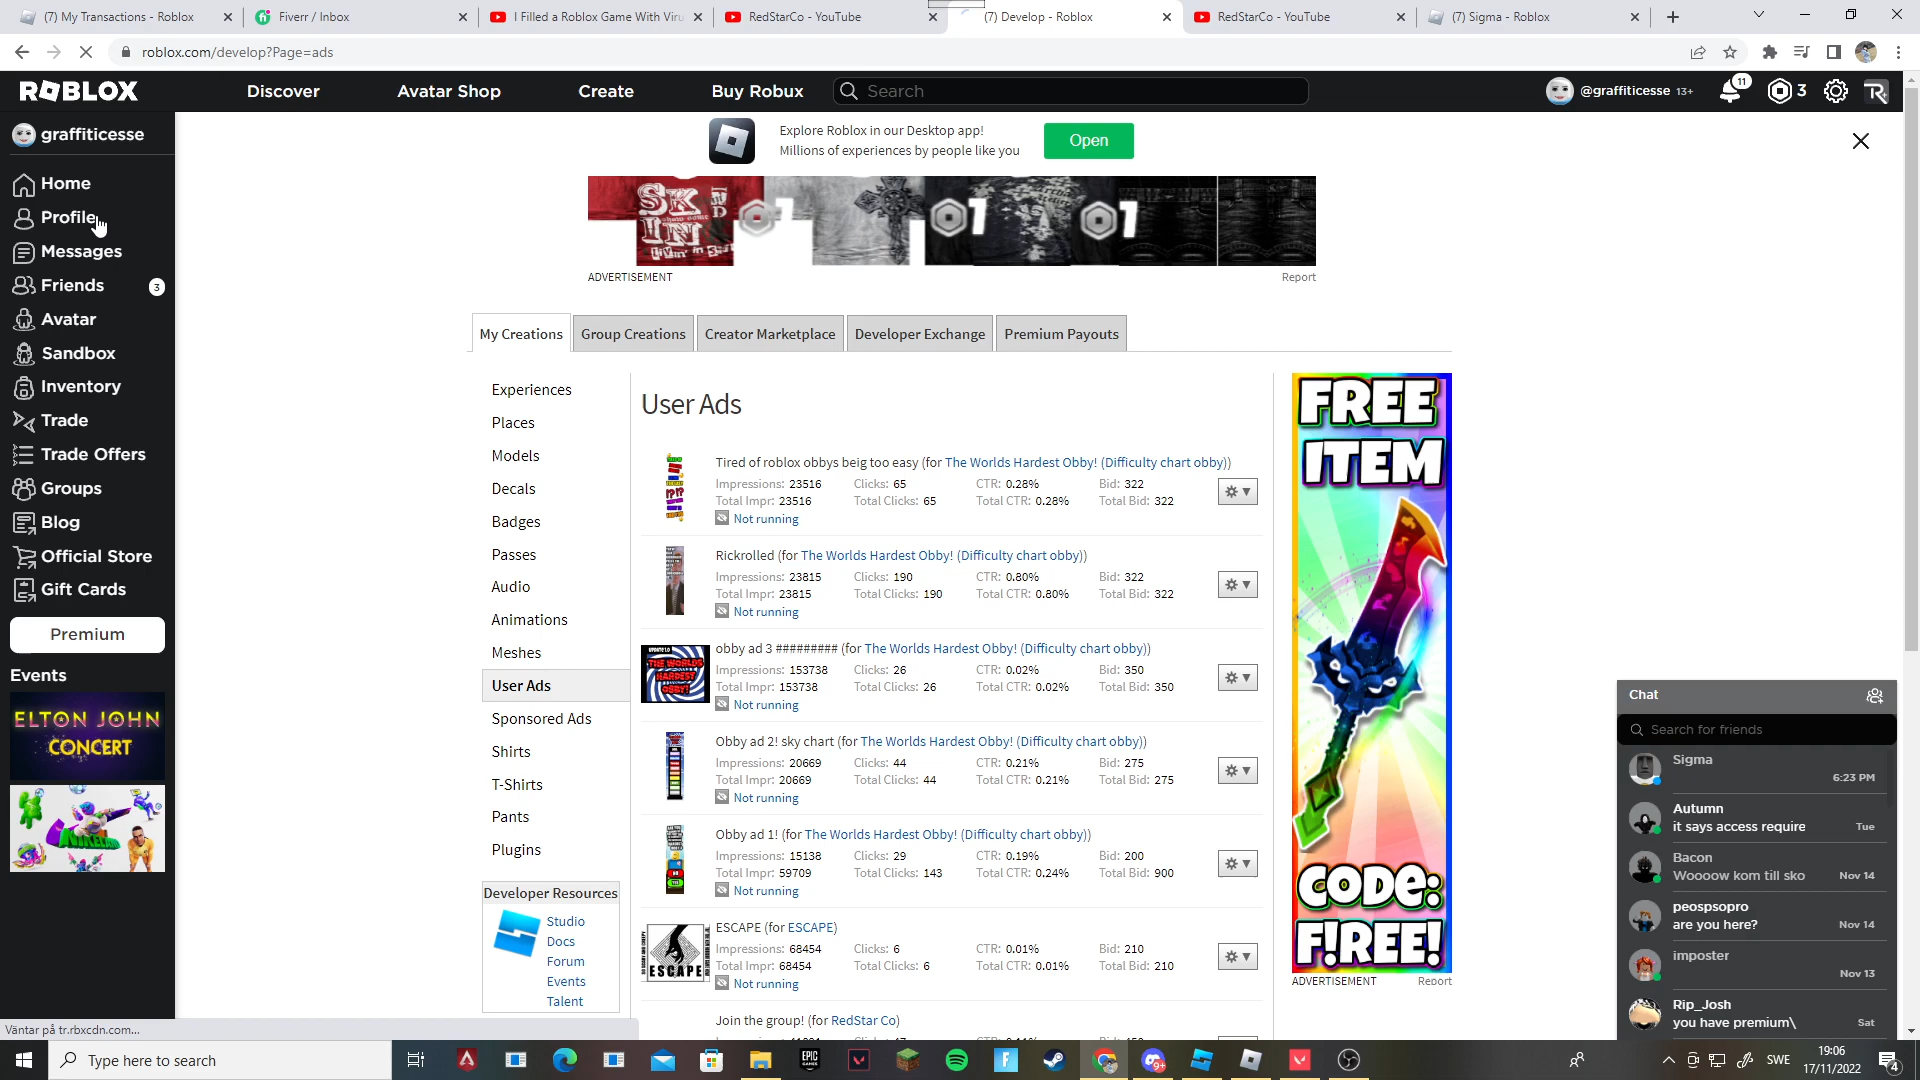 (7) My Transactions - Roblox
Fiverr / Inbox
I Filled a Roblox Game With Viru
RedStarCo - YouTube
(7) Develop - Roblox
RedStarCo - YouTube
(7) Sigma - Roblox
roblox.com/develop?Page=ads
ROBLOX
Discover
Avatar Shop
Create
Buy Robux
Search
@graffiticesse 13+
11
3
graffiticesse
Home
Profile
Messages
Friends
3
Avatar
Sandbox
Inventory
Trade
Trade Offers
Groups
Blog
Official Store
Gift Cards
Premium
Events
ELTON JOHN
CONCERT
Explore Roblox in our Desktop app!
Millions of experiences by people like you
Open
SK
IN
1
1
1
ADVERTISEMENT
Report
My Creations
Group Creations
Creator Marketplace
Developer Exchange
Premium Payouts
Experiences
Places
Models
Decals
Badges
Passes
Audio
Animations
Meshes
User Ads
Sponsored Ads
Shirts
T-Shirts
Pants
Plugins
Developer Resources
Studio
Docs
Forum
Events
Talent
User Ads
Tired of roblox obbys beig too easy (for The Worlds Hardest Obby! (Difficulty chart obby))
Impressions: 23516 Clicks: 65 CTR: 0.28% Bid: 322
Total Impr: 23516 Total Clicks: 65 Total CTR: 0.28% Total Bid: 322
Not running
Rickrolled (for The Worlds Hardest Obby! (Difficulty chart obby))
Impressions: 23815 Clicks: 190 CTR: 0.80% Bid: 322
Total Impr: 23815 Total Clicks: 190 Total CTR: 0.80% Total Bid: 322
Not running
THE WORLDS
HARDEST
OBBY!
obby ad 3 ######### (for The Worlds Hardest Obby! (Difficulty chart obby))
Impressions: 153738 Clicks: 26 CTR: 0.02% Bid: 350
Total Impr: 153738 Total Clicks: 26 Total CTR: 0.02% Total Bid: 350
Not running
Obby ad 2! sky chart (for The Worlds Hardest Obby! (Difficulty chart obby))
Impressions: 20669 Clicks: 44 CTR: 0.21% Bid: 275
Total Impr: 20669 Total Clicks: 44 Total CTR: 0.21% Total Bid: 275
Not running
Obby ad 1! (for The Worlds Hardest Obby! (Difficulty chart obby))
Impressions: 15138 Clicks: 29 CTR: 0.19% Bid: 200
Total Impr: 59709 Total Clicks: 143 Total CTR: 0.24% Total Bid: 900
Not running
ESCAPE
ESCAPE (for ESCAPE)
Impressions: 68454 Clicks: 6 CTR: 0.01% Bid: 210
Total Impr: 68454 Total Clicks: 6 Total CTR: 0.01% Total Bid: 210
Not running
Join the group! (for RedStar Co)
FREE
ITEM
CODE:
F!REE!
ADVERTISEMENT
Report
Chat
Search for friends
Sigma
6:23 PM
Autumn
it says access require
Tue
Bacon
Woooow kom till sko
Nov 14
peospsopro
are you here?
Nov 14
imposter
Nov 13
Rip_Josh
you have premium\
Sat
Väntar på tr.rbxcdn.com...
Type here to search
EPIC
GAMES
9+
SWE
19:06
17/11/2022
4